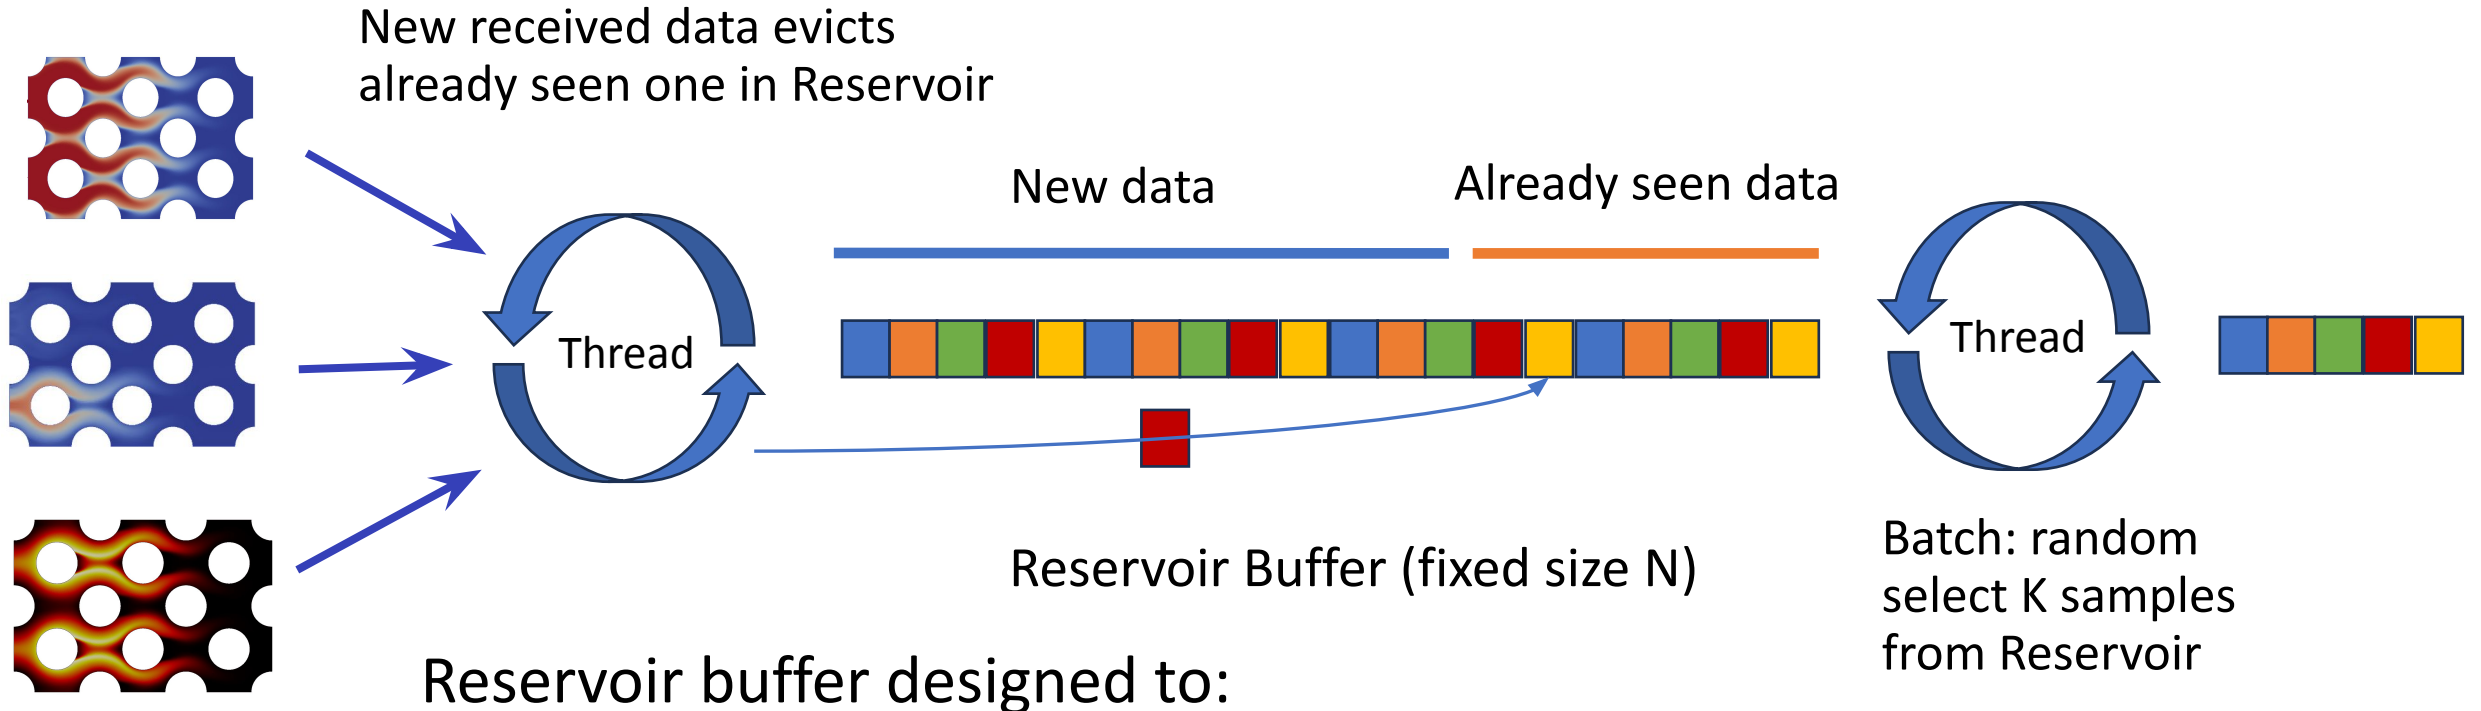 New received data evicts
already seen one in Reservoir
New data
Already seen data
Thread
Thread
Reservoir Buffer (fixed size N)
Batch: random
select K samples
from Reservoir
Reservoir buffer designed to: